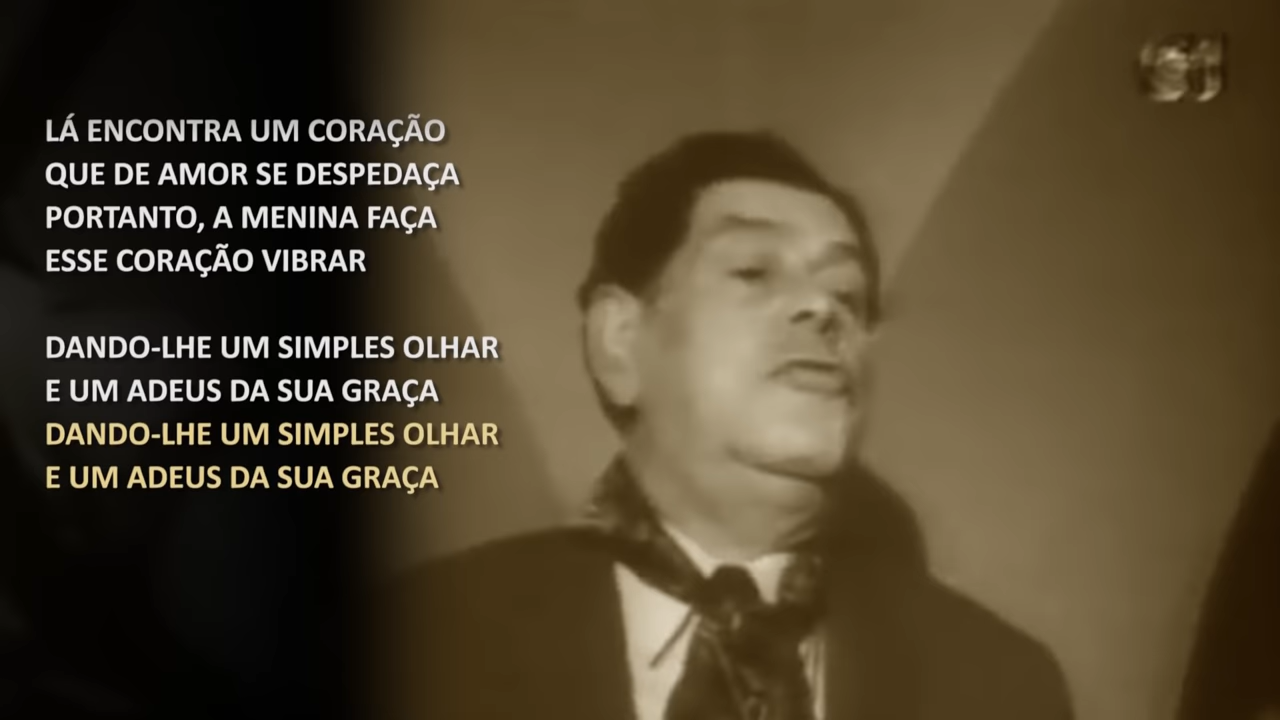 LÁ ENCONTRA UM CORAÇÃO
QUE DE AMOR SE DESPEDAÇA
PORTANTO, A MENINA FAÇA
ESSE CORAÇÃO VIBRAR
DANDO-LHE UM SIMPLES OLHAR
E UM ADEUS DA SUA GRAÇA
DANDO-LHE UM SIMPLES OLHAR
E UM ADEUS DA SUA GRAÇA